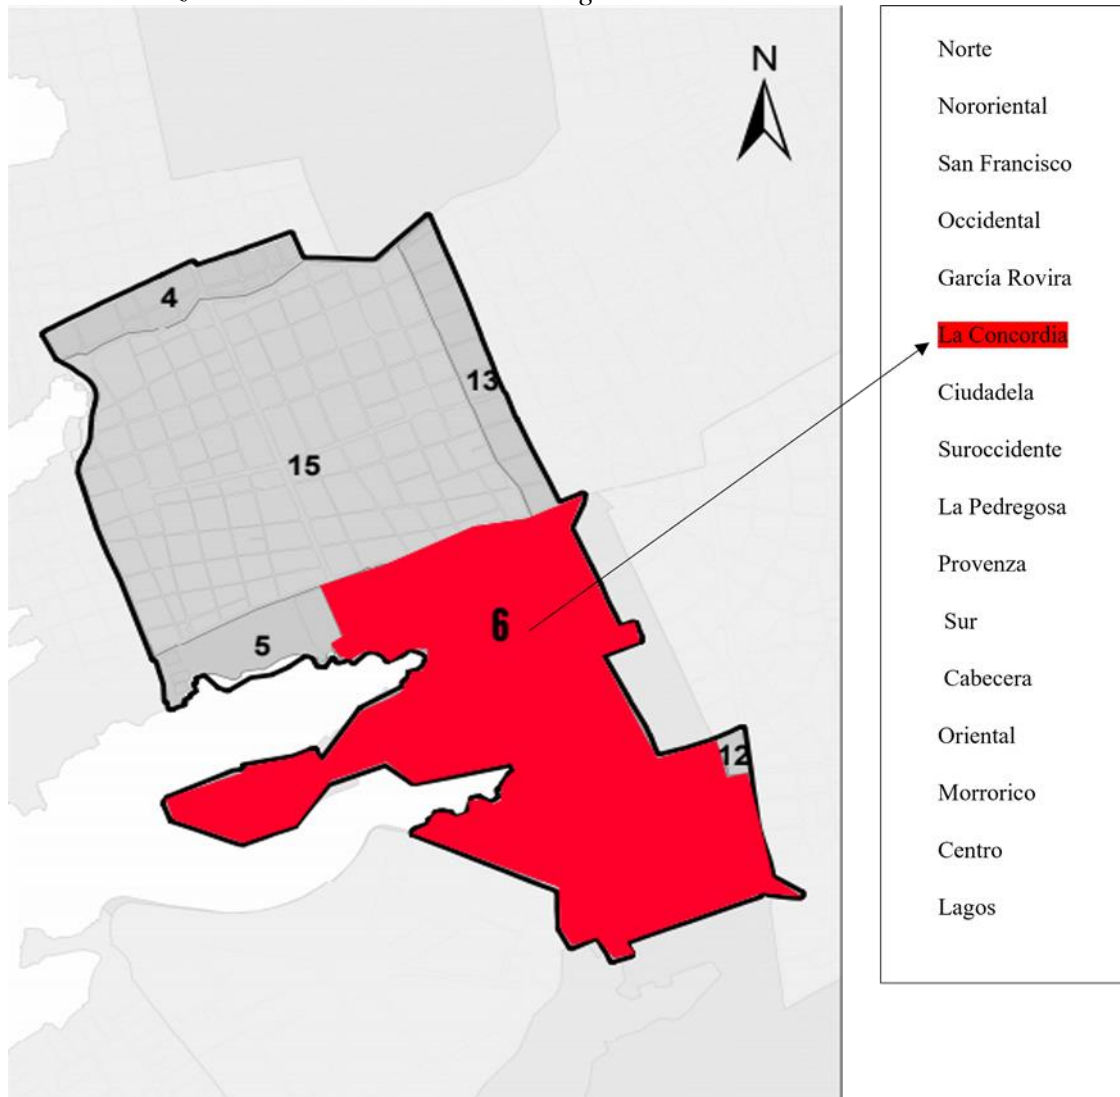 N
4
13
15
6
5
12
Norte
Nororiental
San Francisco
Occidental
García Rovira
La Concordia
Ciudadela
Suroccidente
La Pedregosa
Provenza
Sur
Cabecera
Oriental
Morrorico
Centro
Lagos